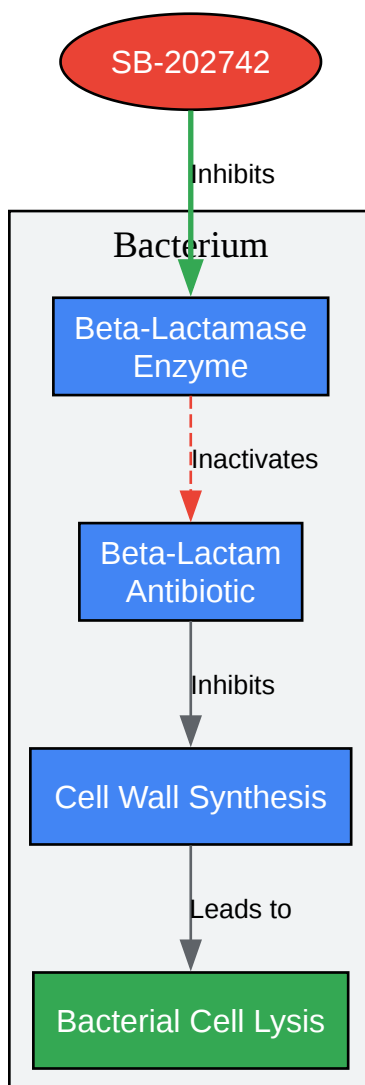 SB-202742
Inhibits
Bacterium
Beta-Lactamase
Enzyme
Inactivates
Beta-Lactam
Antibiotic
Inhibits
Cell Wall Synthesis
Leads to
Bacterial Cell Lysis